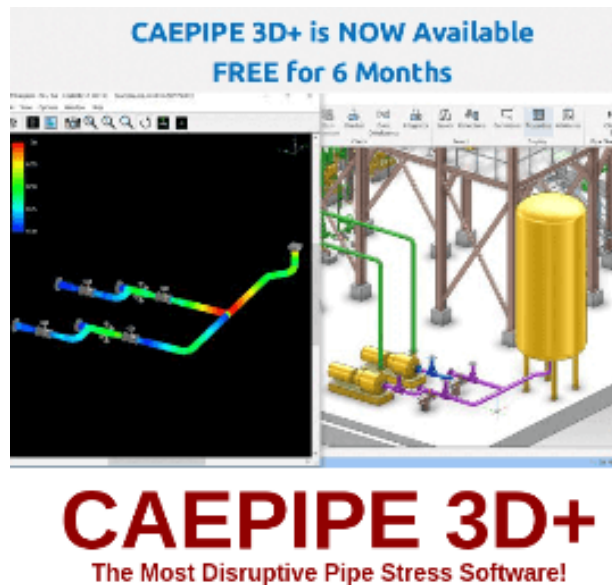 CAEPIPE 3D+ is NOW Available
FREE for 6 Months
CAEPIPE 3D+
The Most Disruptive Pipe Stress Software!